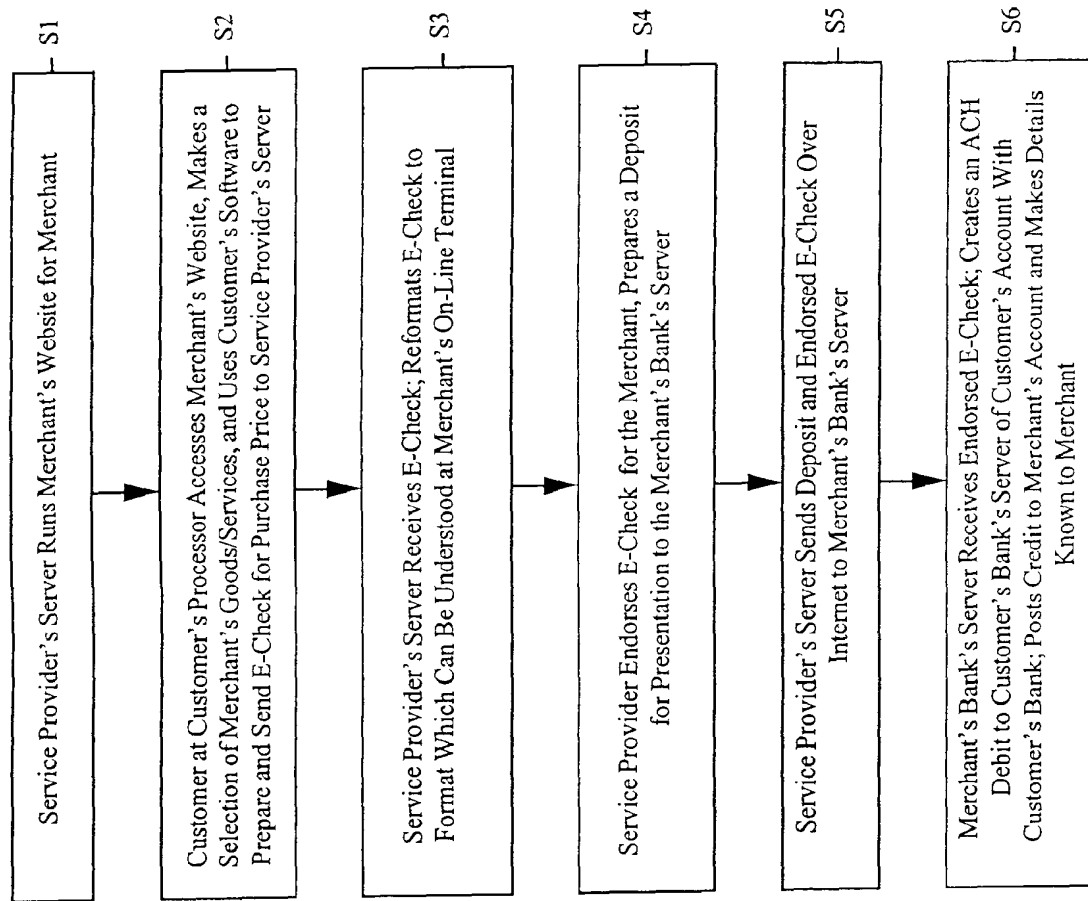 Service Provider's Server Runs Merchant's Website for Merchant
S1
Customer at Customer's Processor Accesses Merchant's Website, Makes a
Selection of Merchant's Goods/Services, and Uses Customer's Software to
Prepare and Send E-Check for Purchase Price to Service Provider's Server
S2
Service Provider's Server Receives E-Check; Reformats E-Check to
Format Which Can Be Understood at Merchant's On-Line Terminal
S3
Service Provider Endorses E-Check for the Merchant, Prepares a Deposit
for Presentation to the Merchant's Bank's Server
S4
Service Provider's Server Sends Deposit and Endorsed E-Check Over
Internet to Merchant's Bank's Server
S5
Merchant's Bank's Server Receives Endorsed E-Check; Creates an ACH
Debit to Customer's Bank's Server of Customer's Account With
Customer's Bank; Posts Credit to Merchant's Account and Makes Details
Known to Merchant
S6